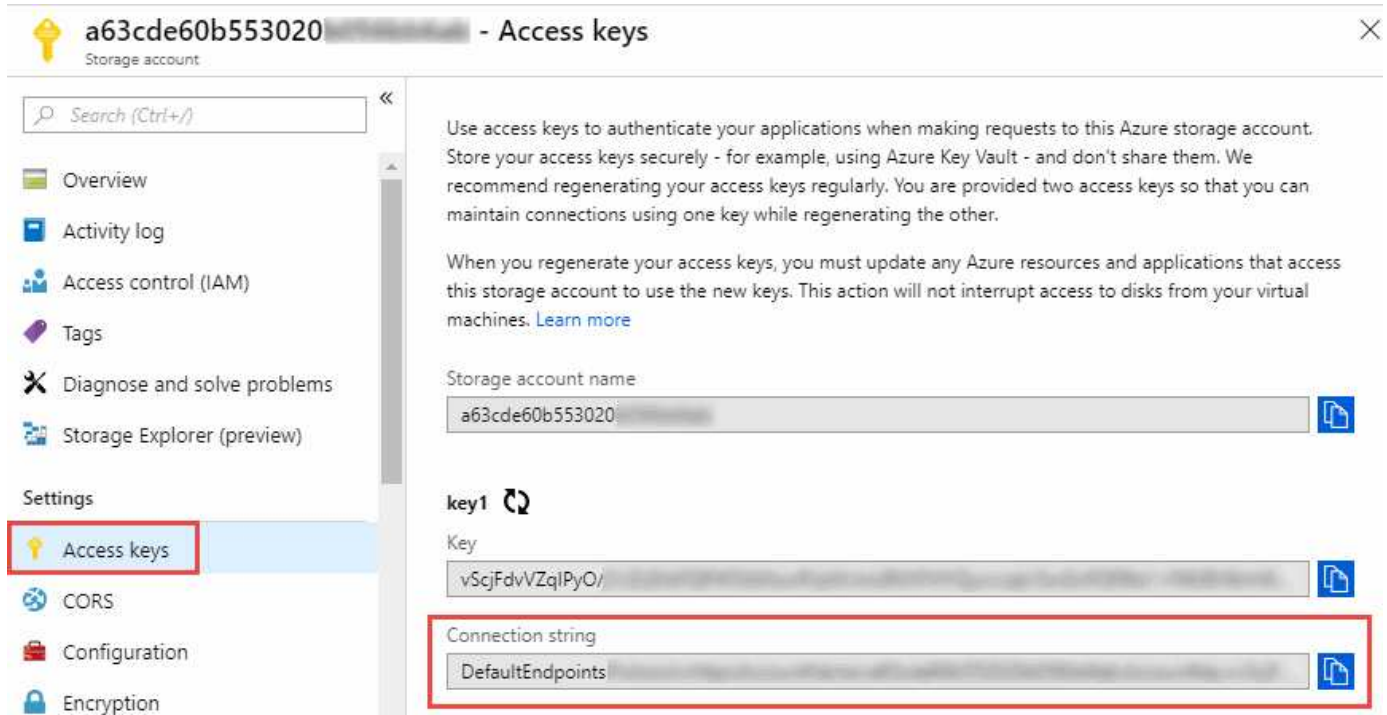 a63cde60b553020 - Access keys
Storage account
Search (Ctrl+/)
Overview
Activity log
Access control (IAM)
Tags
Diagnose and solve problems
Storage Explorer (preview)
Settings
Access keys
CORS
Configuration
Encryption
Use access keys to authenticate your applications when making requests to this Azure storage account.
Store your access keys securely - for example, using Azure Key Vault - and don't share them. We
recommend regenerating your access keys regularly. You are provided two access keys so that you can
maintain connections using one key while regenerating the other.
When you regenerate your access keys, you must update any Azure resources and applications that access
this storage account to use the new keys. This action will not interrupt access to disks from your virtual
machines. Learn more
Storage account name
a63cde60b553020
key1
Key
vScjFdvVZqIPyO/
Connection string
DefaultEndpoints